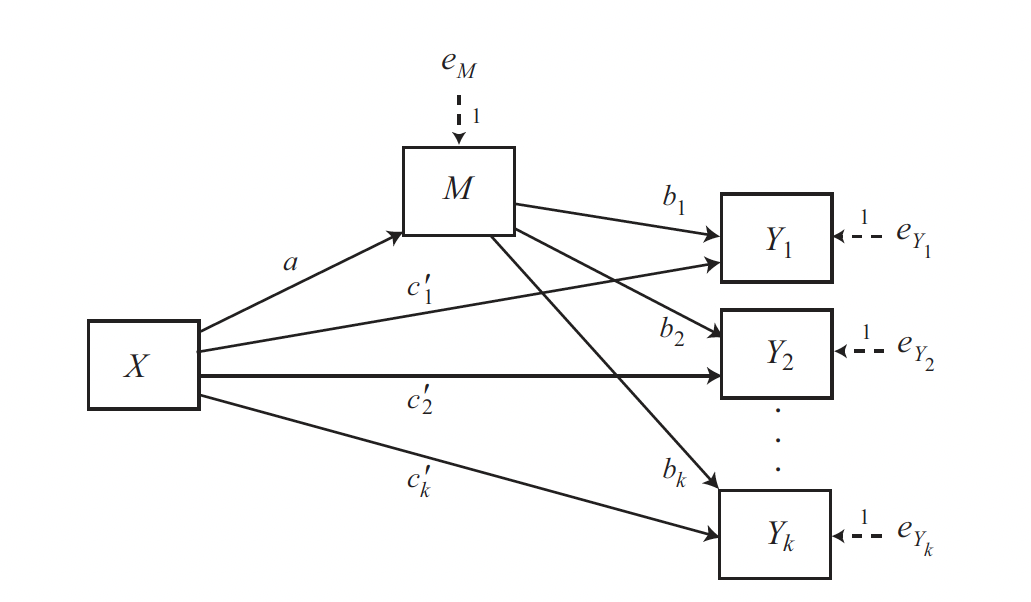 e_M
1
M
b_1
Y_1
1
e_{Y_1}
a
c′_1
b_2
Y_2
1
e_{Y_2}
X
c′_2
c′_k
b_k
Y_k
1
e_{Y_k}